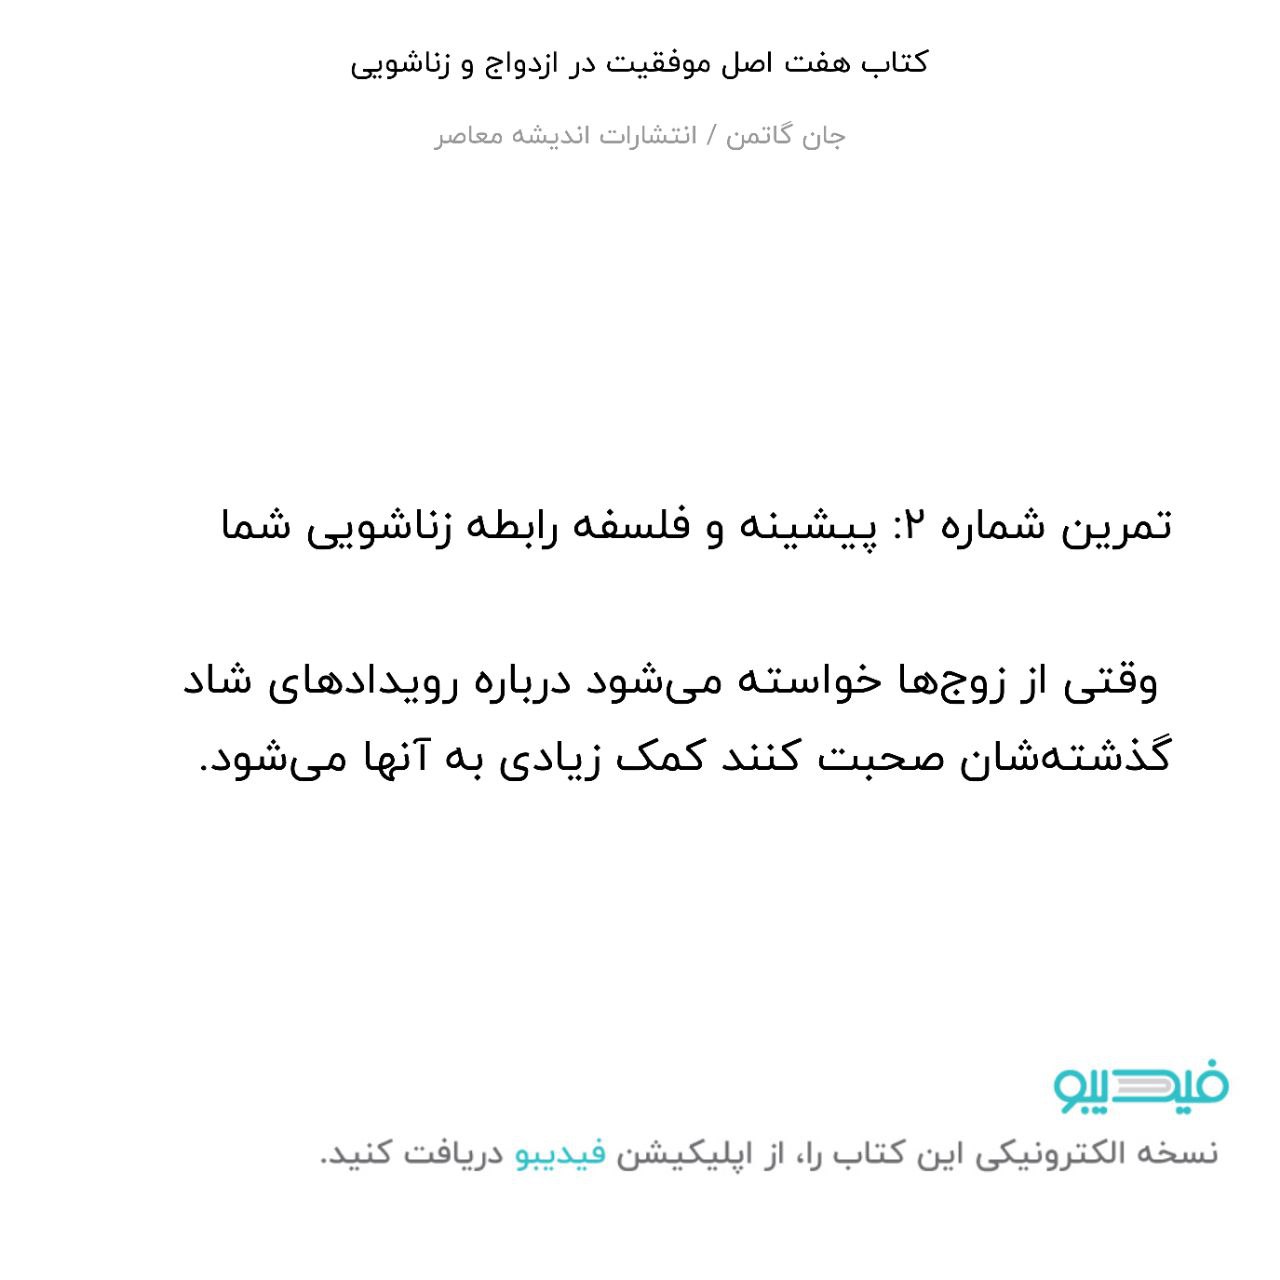 کتاب هفت اصل موفقیت در ازدواج و زناشویی
جان گاتمن / انتشارات اندیشه معاصر
تمرین شماره ۲: پیشینه و فلسفه رابطه زناشویی شما
وقتی از زوج‌ها خواسته می‌شود درباره رویدادهای شاد
گذشته‌شان صحبت کنند کمک زیادی به آنها می‌شود.
فیدیبو
نسخه الکترونیکی این کتاب را، از اپلیکیشن فیدیبو دریافت کنید.